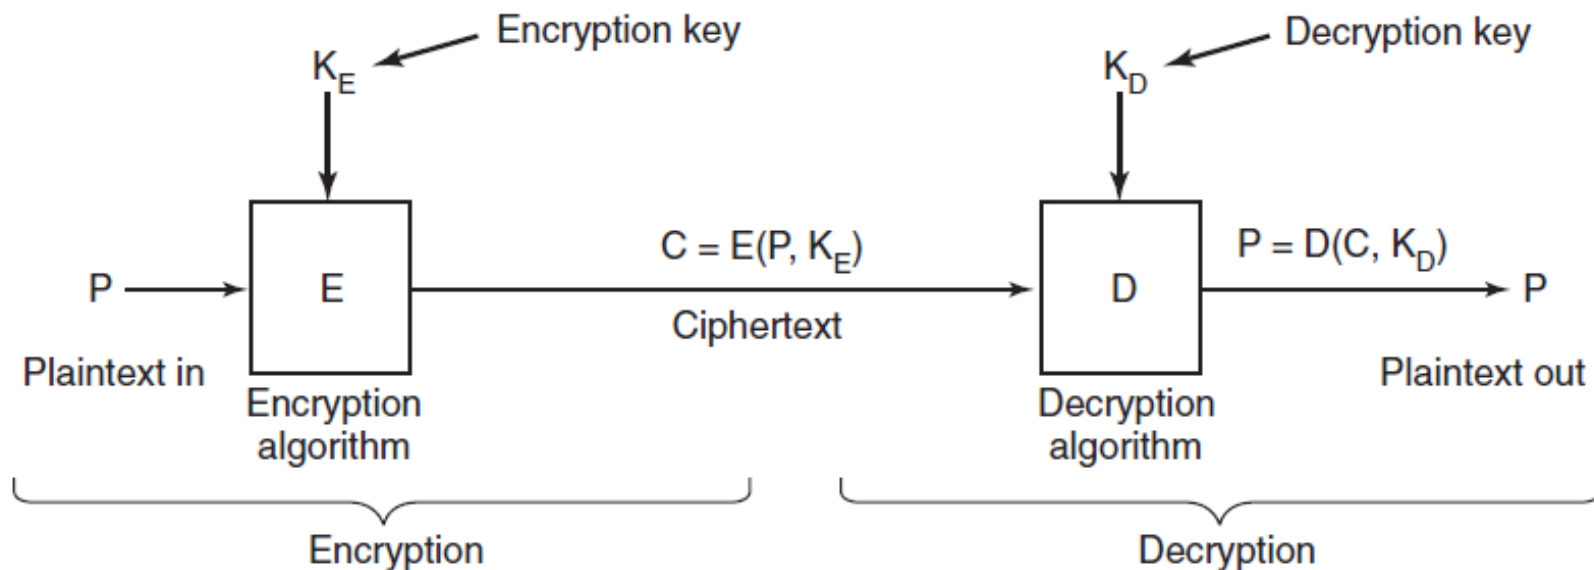 Encryption key
Decryption key
K_E
K_D
C = E(P, K_E)
P = D(C, K_D)
P
E
D
P
Ciphertext
Plaintext in
Plaintext out
Encryption
algorithm
Decryption
algorithm
Encryption
Decryption